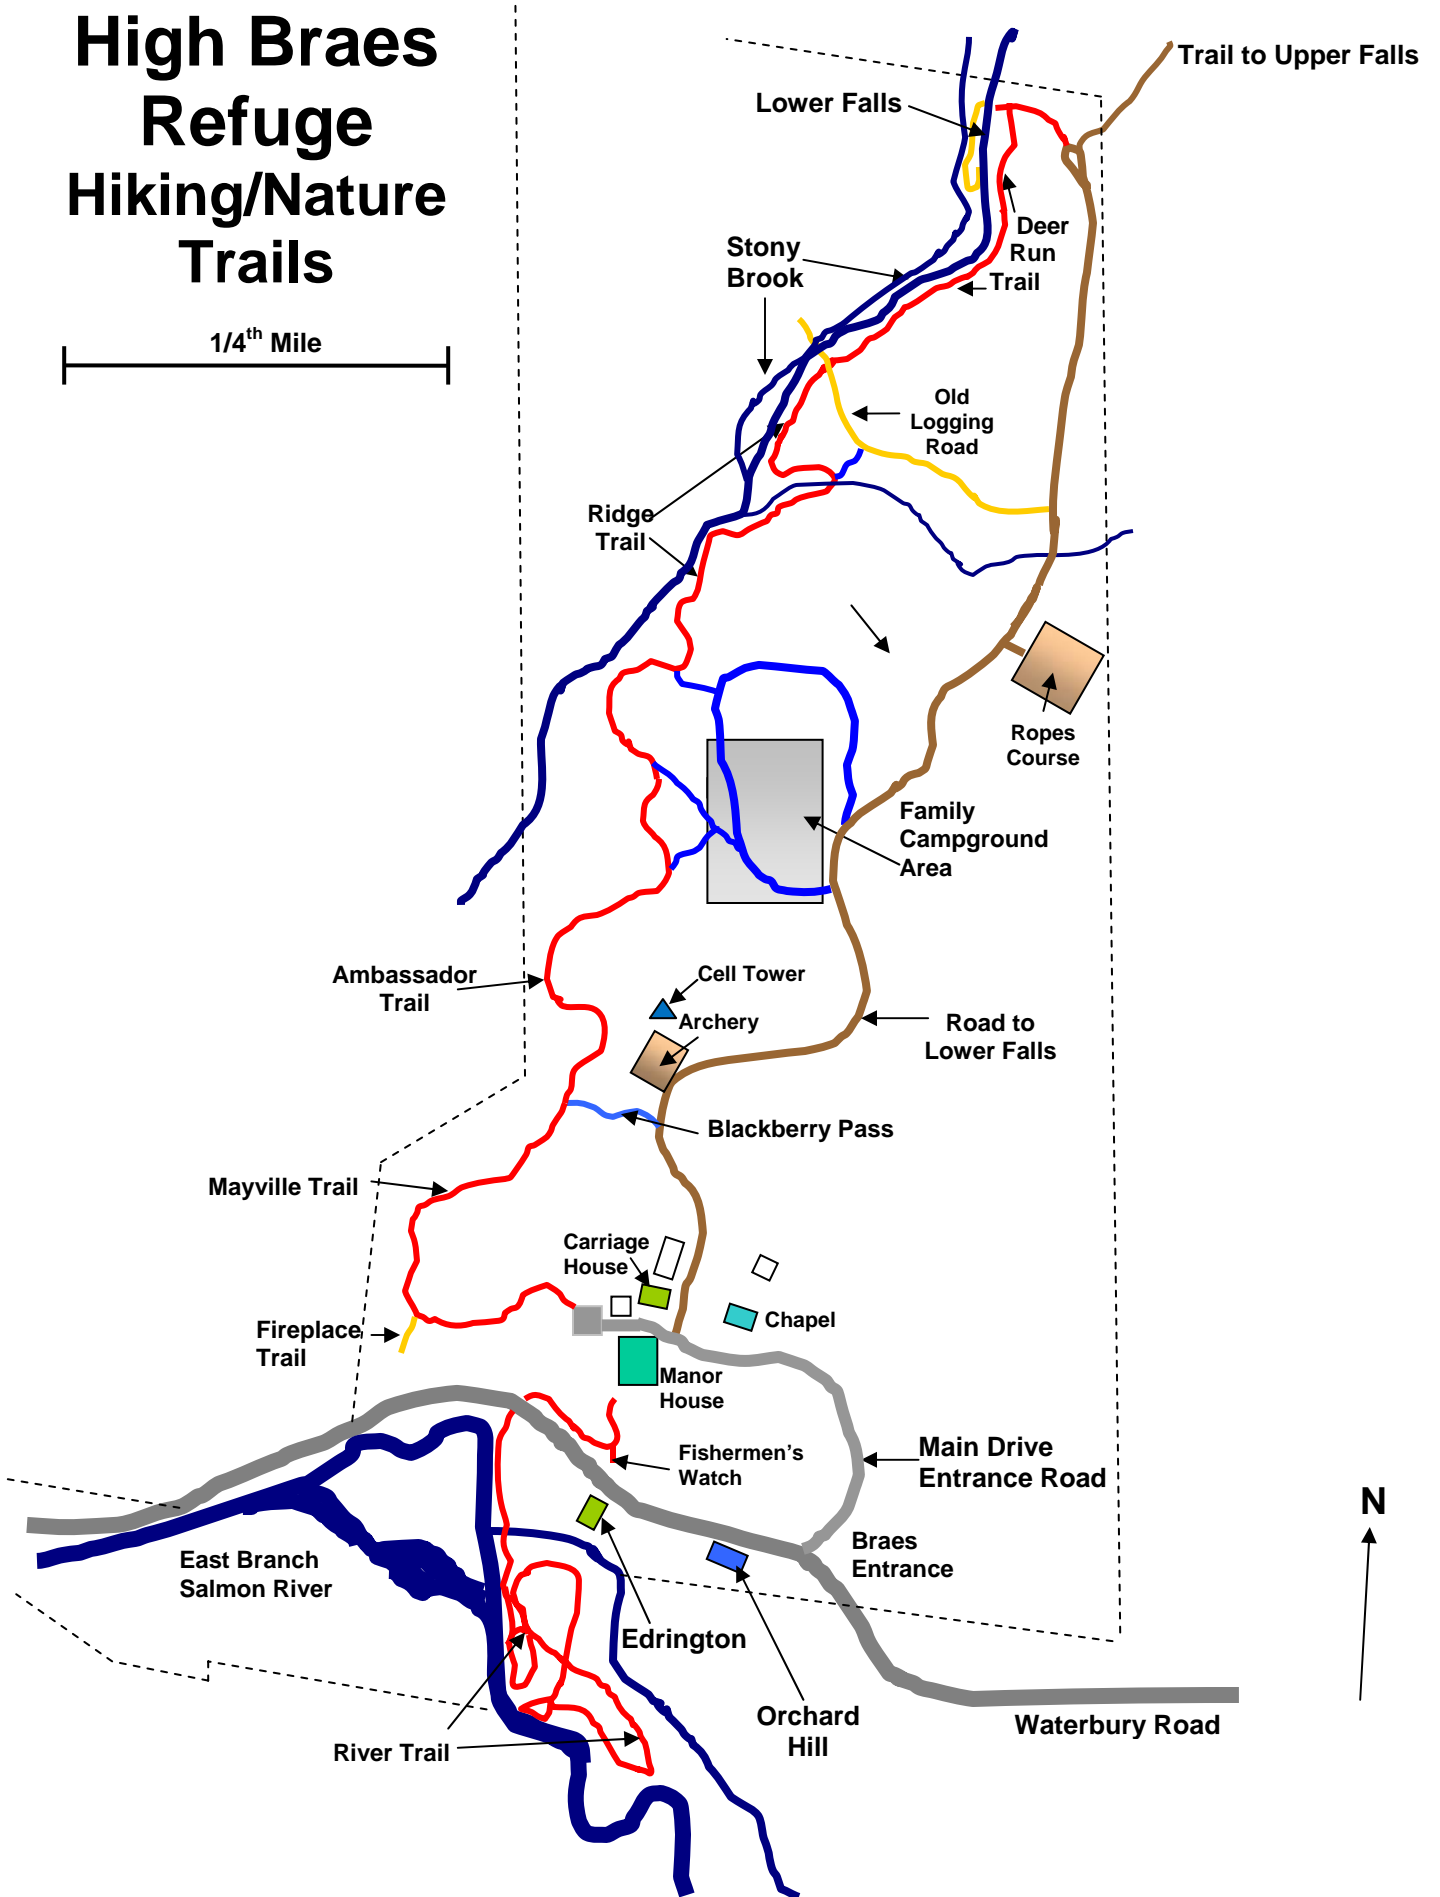 High Braes
Refuge
Hiking/Nature
Trails
1/4th Mile
Trail to Upper Falls
Lower Falls
Deer
Run
Trail
Stony
Brook
Old
Logging
Road
Ridge
Trail
Ropes
Course
Family
Campground
Area
Ambassador
Trail
Cell Tower
Archery
Road to
Lower Falls
Blackberry Pass
Mayville Trail
Carriage
House
Chapel
Fireplace
Trail
Manor
House
Fishermen's
Watch
Main Drive
Entrance Road
N
Braes
Entrance
East Branch
Salmon River
Edrington
Orchard
Hill
Waterbury Road
River Trail